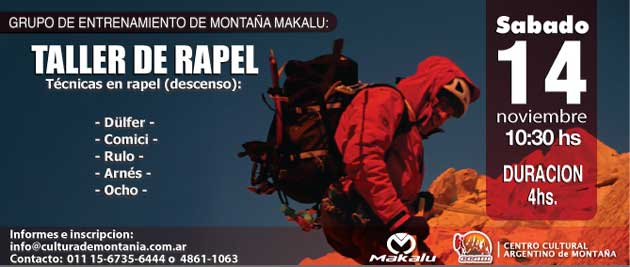 GRUPO DE ENTRENAMIENTO DE MONTAÑA MAKALU:
TALLER DE RAPEL
Técnicas en rapel (descenso):
- Dülfer -
- Comici -
- Rulo -
- Arnés -
- Ocho -
Sabado
14
noviembre
10:30 hs
DURACION
4hs.
Informes e inscripcion:
info@culturademontania.com.ar
Contacto: 011 15-6735-6444 o 4861-1063
Makalu
CENTRO CULTURAL
ARGENTINO de MONTAÑA